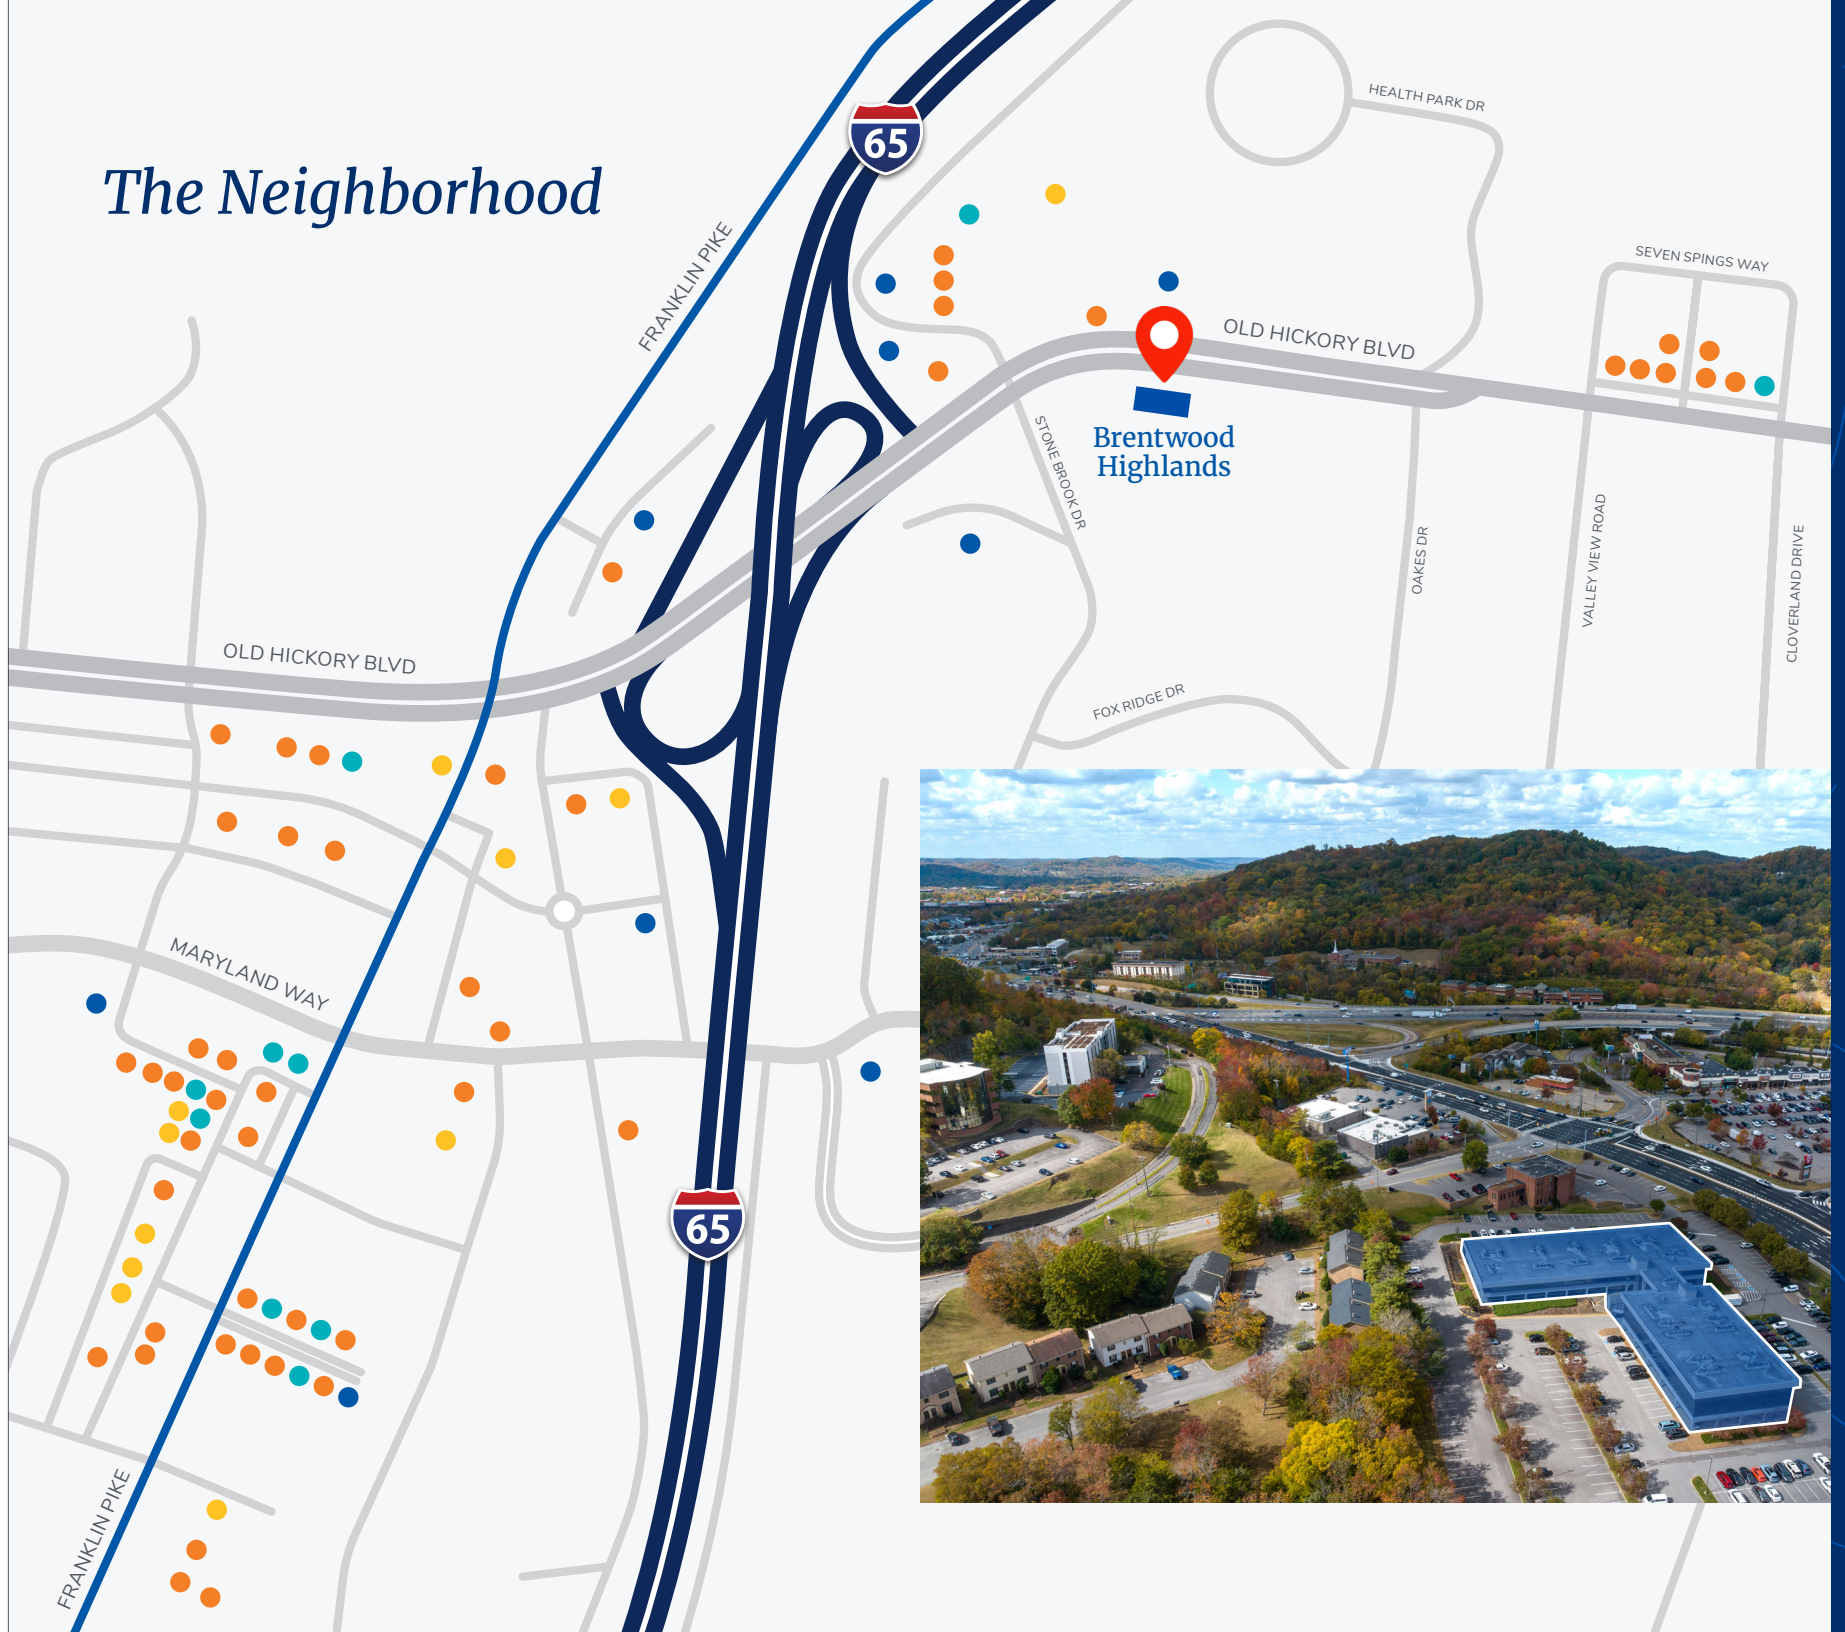 The Neighborhood
65
HEALTH PARK DR
FRANKLIN PIKE
SEVEN SPINGS WAY
OLD HICKORY BLVD
Brentwood
Highlands
STONE BROOK DR
OAKES DR
VALLEY VIEW ROAD
CLOVERLAND DRIVE
OLD HICKORY BLVD
FOX RIDGE DR
MARYLAND WAY
65
FRANKLIN PIKE